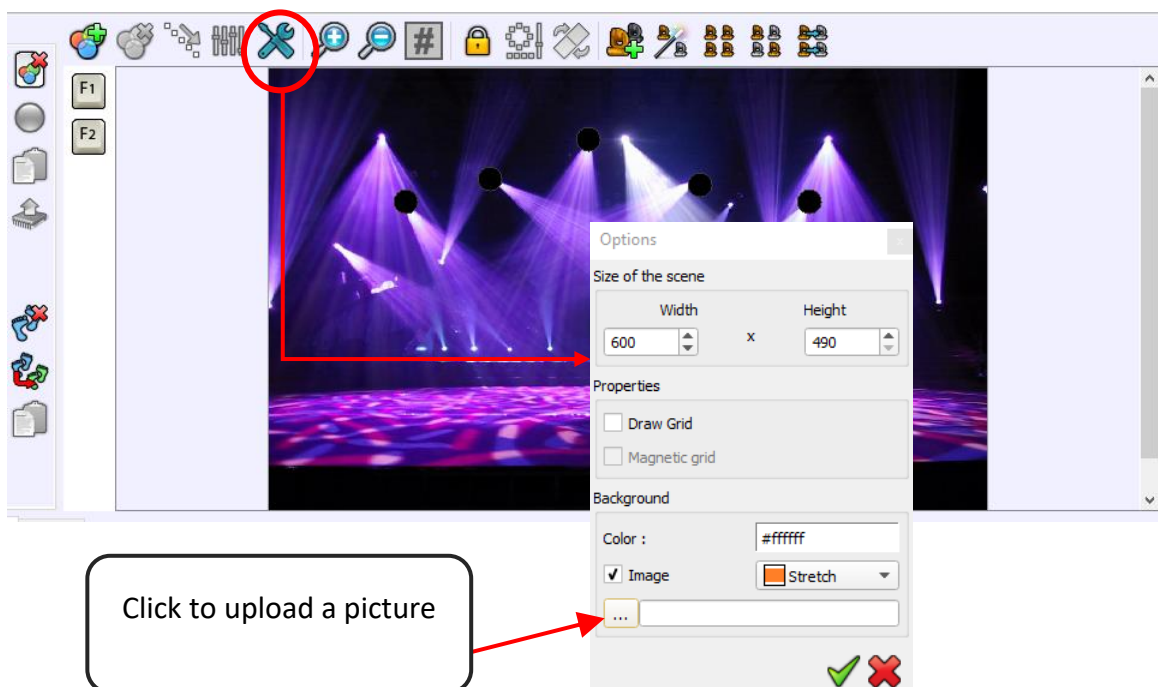 #
F1
F2
Options
Size of the scene
Width Height
600 x 490
Properties
Draw Grid
Magnetic grid
Background
Color : #ffffff
Image Stretch
...
Click to upload a picture